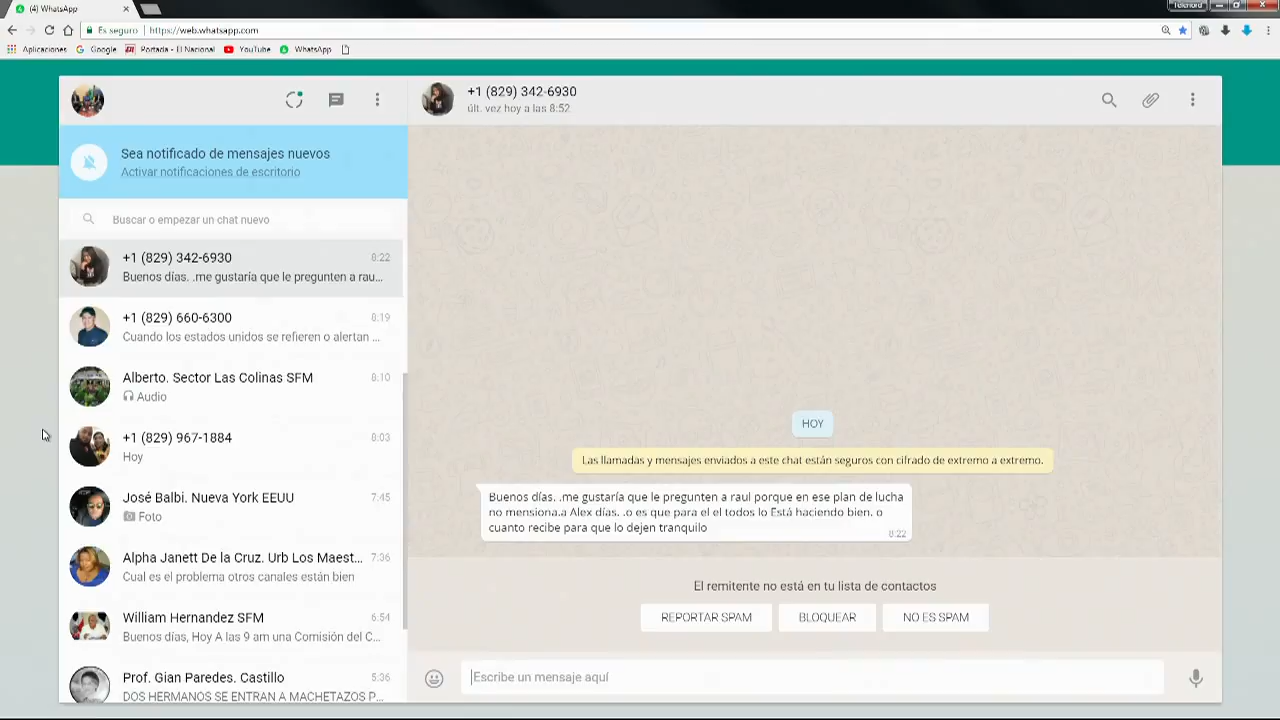 (4) WhatsApp
Telenord
Es seguro
https://web.whatsapp.com
Aplicaciones
Google
Portada - El Nacional
YouTube
WhatsApp
+1 (829) 342-6930
últ. vez hoy a las 8:52
Sea notificado de mensajes nuevos
Activar notificaciones de escritorio
Buscar o empezar un chat nuevo
+1 (829) 342-6930
8:22
Buenos días. .me gustaría que le pregunten a rau...
+1 (829) 660-6300
8:19
Cuando los estados unidos se refieren o alertan ...
Alberto. Sector Las Colinas SFM
8:10
Audio
+1 (829) 967-1884
8:03
Hoy
José Balbi. Nueva York EEUU
7:45
Foto
Alpha Janett De la Cruz. Urb Los Maest...
7:36
Cual es el problema otros canales están bien
William Hernandez SFM
6:54
Buenos días, Hoy A las 9 am una Comisión del C...
Prof. Gian Paredes. Castillo
5:36
DOS HERMANOS SE ENTRAN A MACHETAZOS P...
HOY
Las llamadas y mensajes enviados a este chat están seguros con cifrado de extremo a extremo.
Buenos días. .me gustaría que le pregunten a raul porque en ese plan de lucha
no mensiona.a Alex días. .o es que para el el todos lo Está haciendo bien. o
cuanto recibe para que lo dejen tranquilo
8:22
El remitente no está en tu lista de contactos
REPORTAR SPAM
BLOQUEAR
NO ES SPAM
Escribe un mensaje aquí